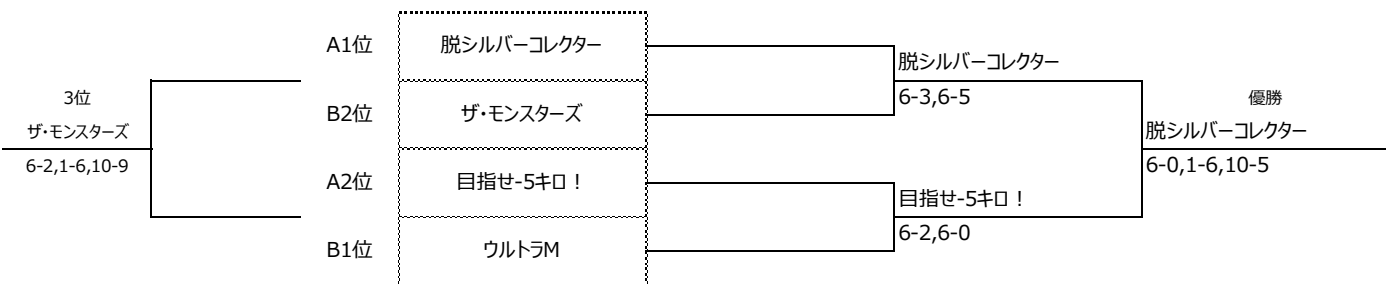 A1位
脱シルバーコレクター
脱シルバーコレクター
6-3,6-5
3位
ザ・モンスターズ
6-2,1-6,10-9
B2位
ザ・モンスターズ
優勝
脱シルバーコレクター
6-0,1-6,10-5
A2位
目指せ-5キロ！
目指せ-5キロ！
6-2,6-0
B1位
ウルトラM